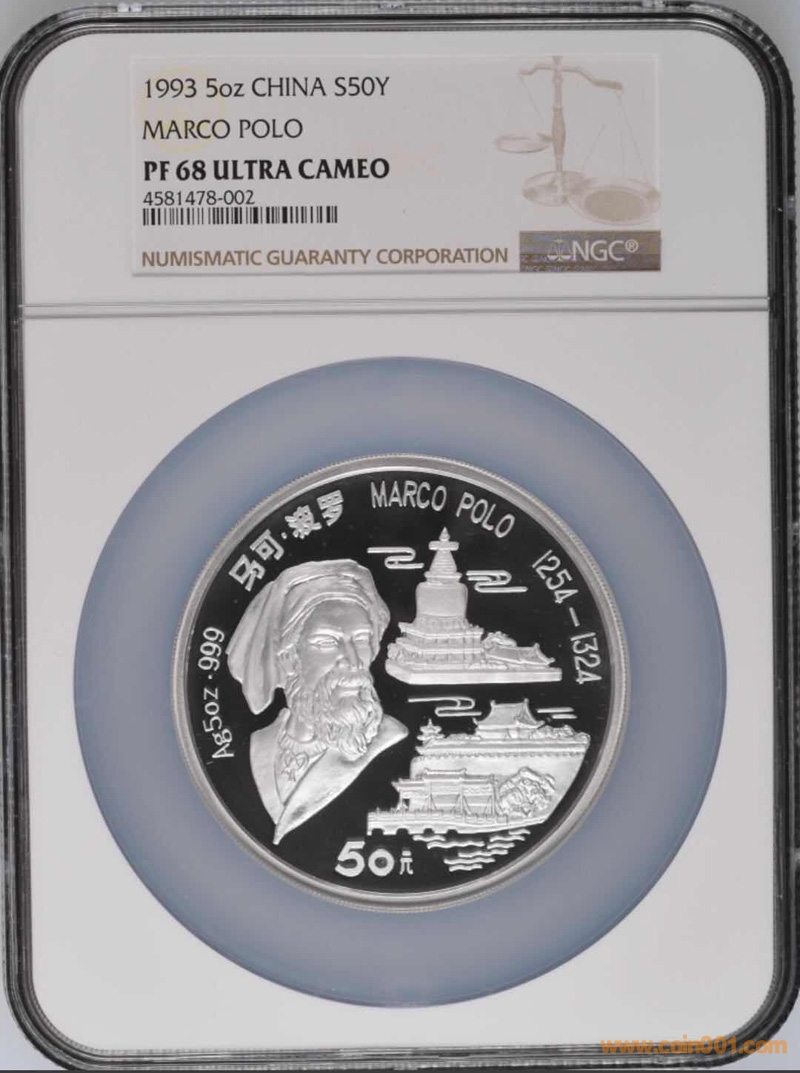 1993 5oz CHINA S50Y
MARCO POLO
PF 68 ULTRA CAMEO
4581478-002
NUMISMATIC GUARANTY CORPORATION
NGC®
马可·波罗
MARCO POLO
1254–1324
Ag5oz·999
50元
www.coin001.com